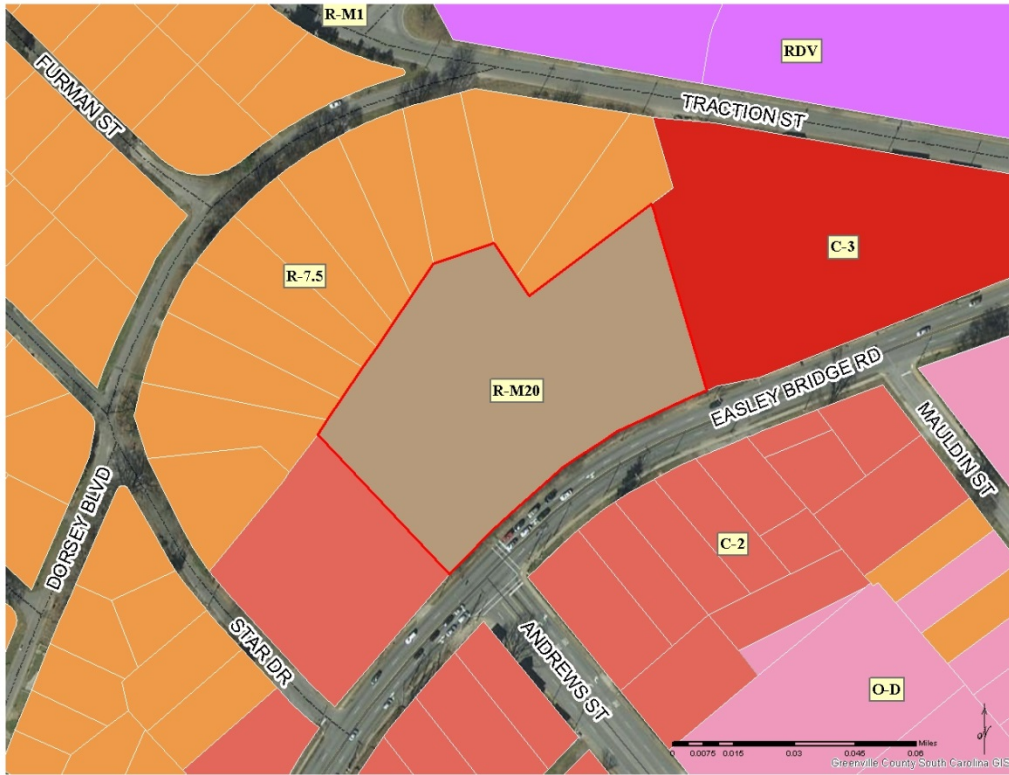 R-M1
RDV
FURMAN ST
TRACTION ST
C-3
R-7.5
R-M20
EASLEY BRIDGE RD
MAULDIN ST
DORSEY BLVD
C-2
STAR DR
ANDREWS ST
O-D
Miles
0 0.0075 0.015 0.03 0.045 0.06
N
Greenville County South Carolina GIS